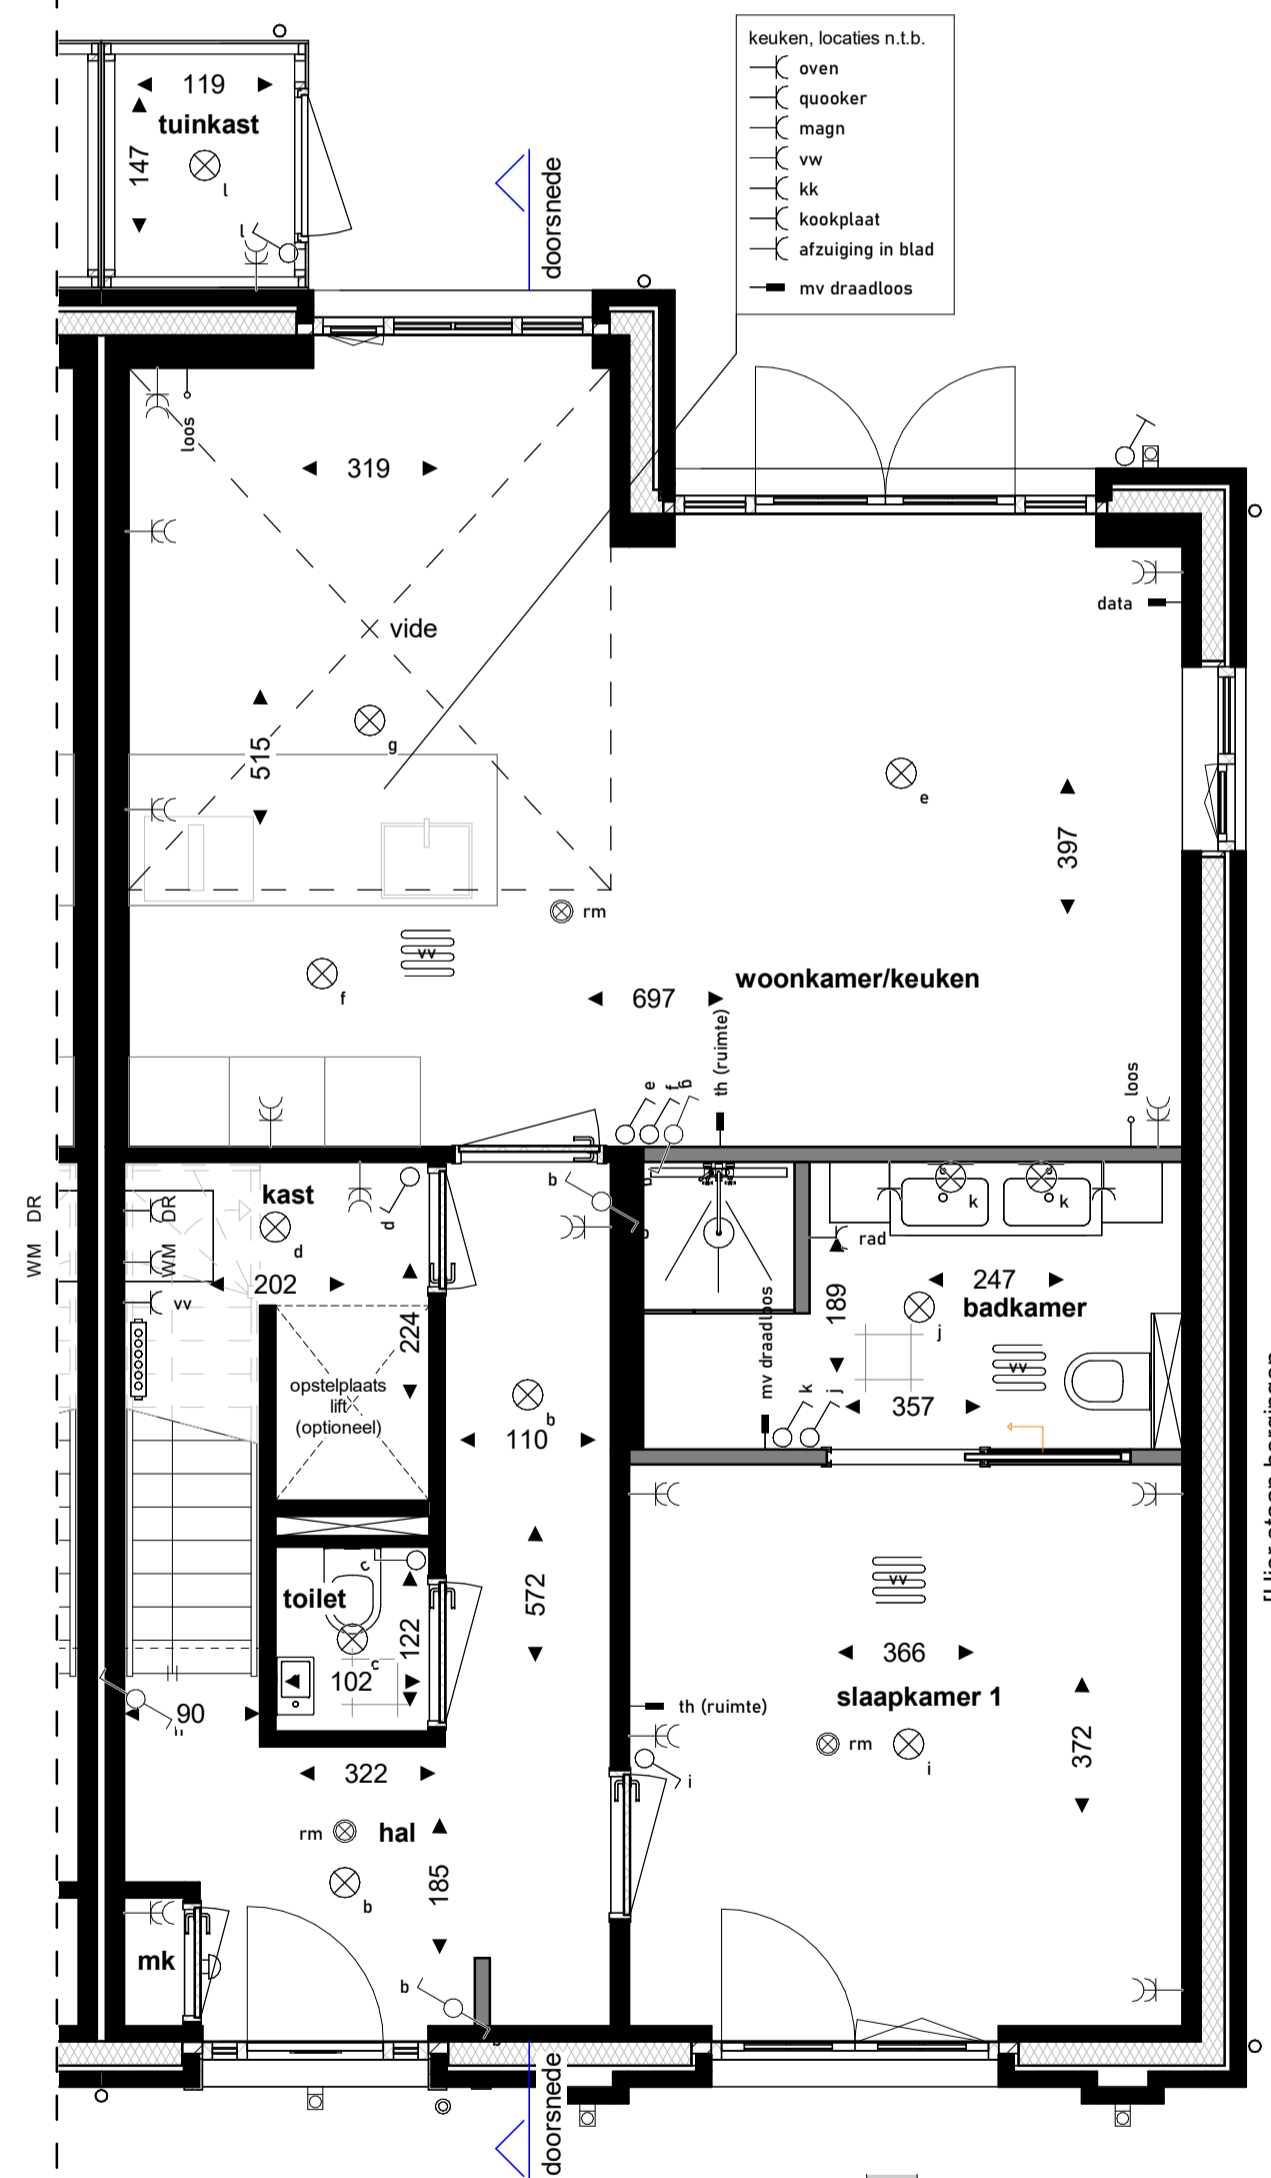 keuken, locaties n.t.b.
oven
quooker
magn
vw
kk
kookplaat
afzuiging in blad
mv draadloos
119
tuinkast
147
l
l
doorsnede
loos
319
vide
g
515
data
e
397
rm
vv
f
woonkamer/keuken
697
th (ruimte)
e
f
g
loos
kast
d
d
WM DR
WM DR
202
vv
224
opstelplaats
lift
(optioneel)
b
b
110
k
k
rad
189
247
badkamer
j
mv draadloos
vv
k
j
357
572
toilet
c
122
102
c
90
vv
366
slaapkamer 1
th (ruimte)
rm
i
i
372
322
rm
hal
b
185
mk
b
doorsnede